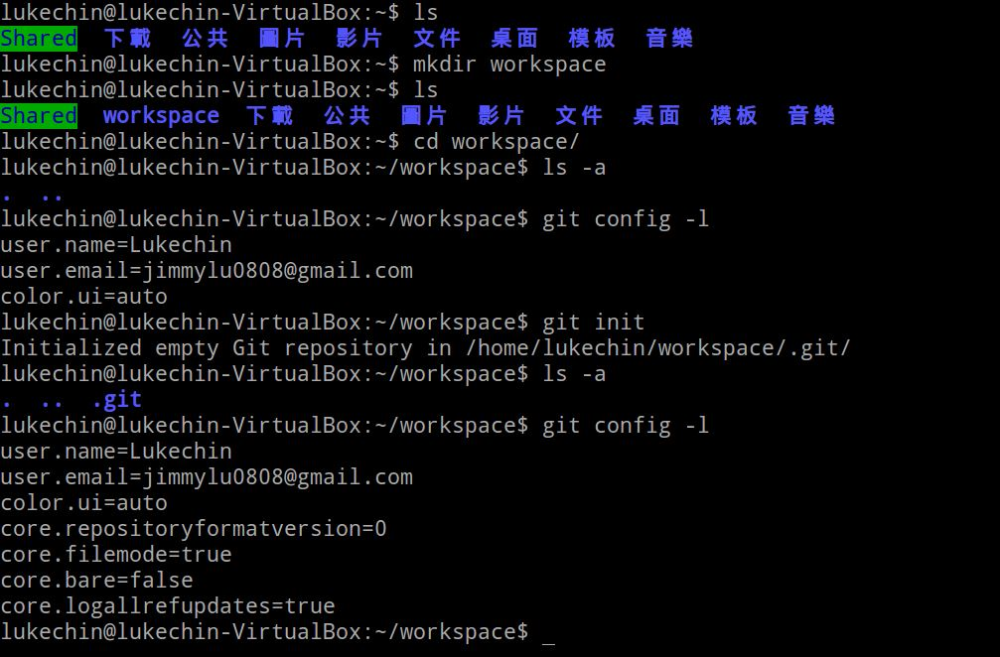 lukechin@lukechin-VirtualBox:~$ ls
Shared 下載 公共 圖片 影片 文件 桌面 模板 音樂
lukechin@lukechin-VirtualBox:~$ mkdir workspace
lukechin@lukechin-VirtualBox:~$ ls
Shared workspace 下載 公共 圖片 影片 文件 桌面 模板 音樂
lukechin@lukechin-VirtualBox:~$ cd workspace/
lukechin@lukechin-VirtualBox:~/workspace$ ls -a
. ..
lukechin@lukechin-VirtualBox:~/workspace$ git config -l
user.name=Lukechin
user.email=jimmylu0808@gmail.com
color.ui=auto
lukechin@lukechin-VirtualBox:~/workspace$ git init
Initialized empty Git repository in /home/lukechin/workspace/.git/
lukechin@lukechin-VirtualBox:~/workspace$ ls -a
. .. .git
lukechin@lukechin-VirtualBox:~/workspace$ git config -l
user.name=Lukechin
user.email=jimmylu0808@gmail.com
color.ui=auto
core.repositoryformatversion=0
core.filemode=true
core.bare=false
core.logallrefupdates=true
lukechin@lukechin-VirtualBox:~/workspace$ _